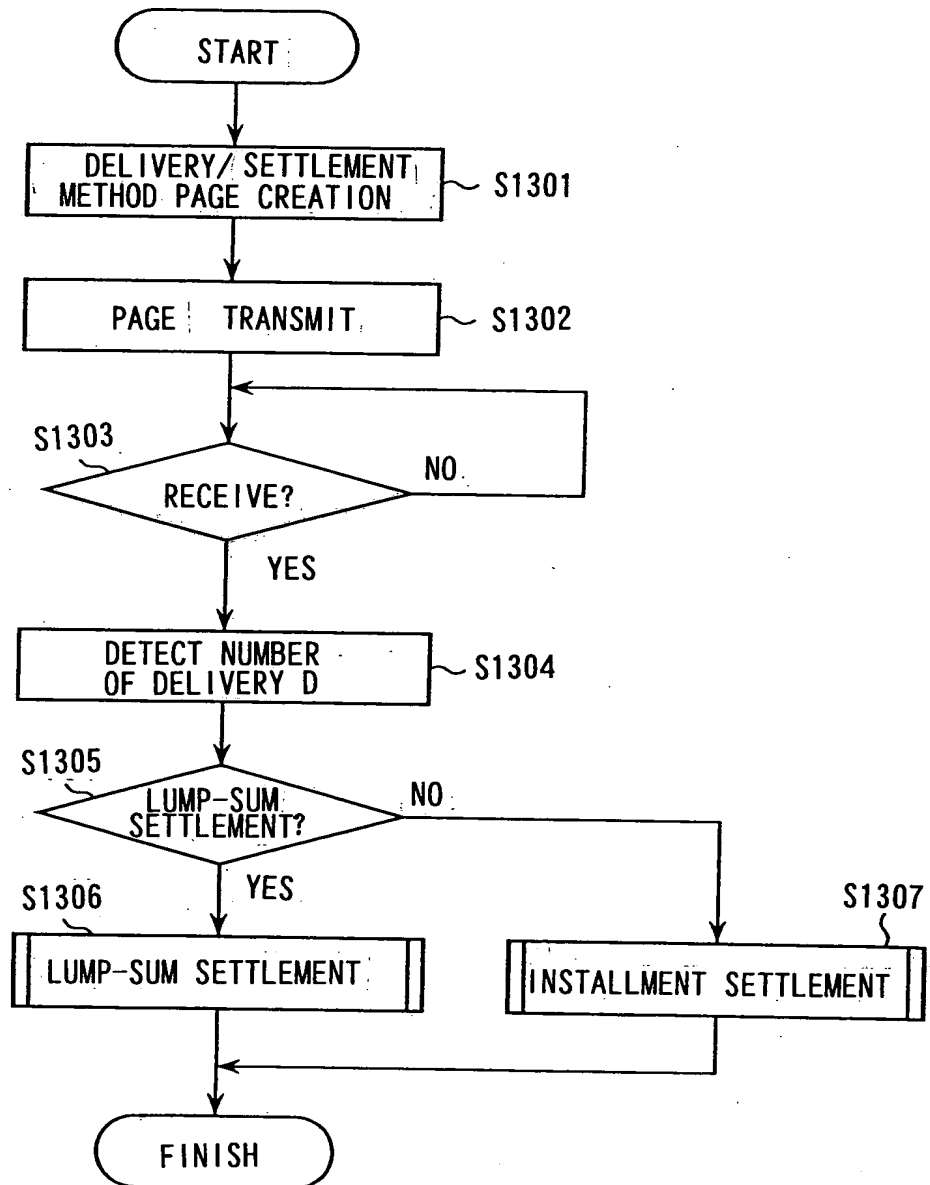 START
DELIVERY/ SETTLEMENT
METHOD PAGE CREATION
S1301
PAGE TRANSMIT
S1302
S1303
RECEIVE?
NO
YES
DETECT NUMBER
OF DELIVERY D
S1304
S1305
LUMP-SUM
SETTLEMENT?
NO
YES
S1306
LUMP-SUM SETTLEMENT
S1307
INSTALLMENT SETTLEMENT
FINISH